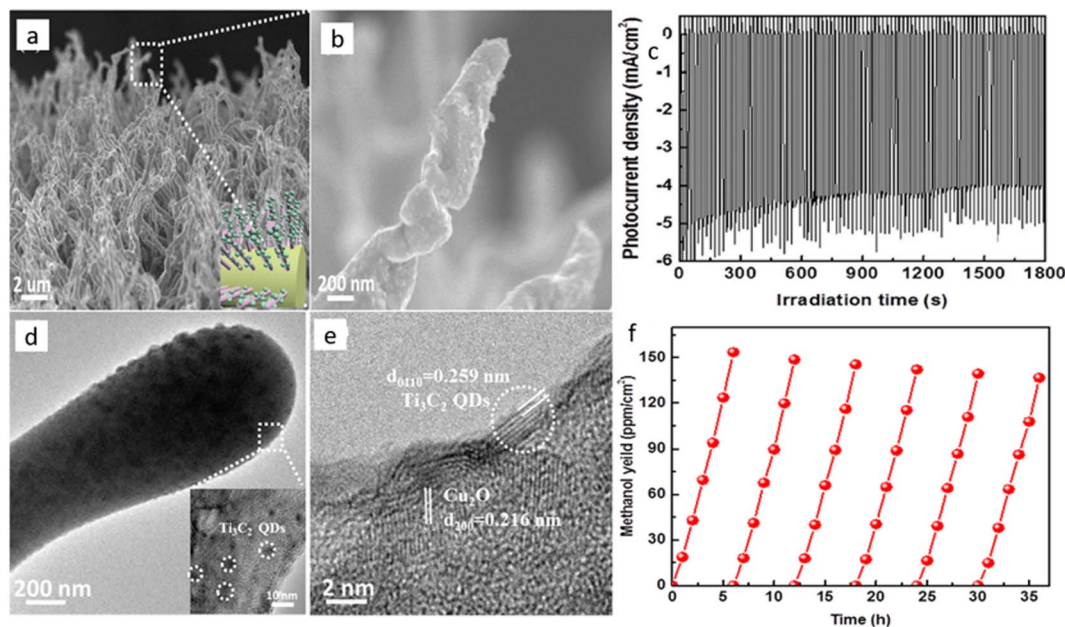 a
2 um
b
200 nm
c
Photocurrent density (mA/cm²)
0
-1
-2
-3
-4
-5
-6
0 300 600 900 1200 1500 1800
Irradiation time (s)
d
200 nm
Ti₃C₂ QDs
10 nm
e
d₀₁₁₀=0.259 nm
Ti₃C₂ QDs
Cu₂O
d₂₀₀=0.216 nm
2 nm
f
Methanol yeild (ppm/cm²)
150
120
90
60
30
0
0 5 10 15 20 25 30 35
Time (h)